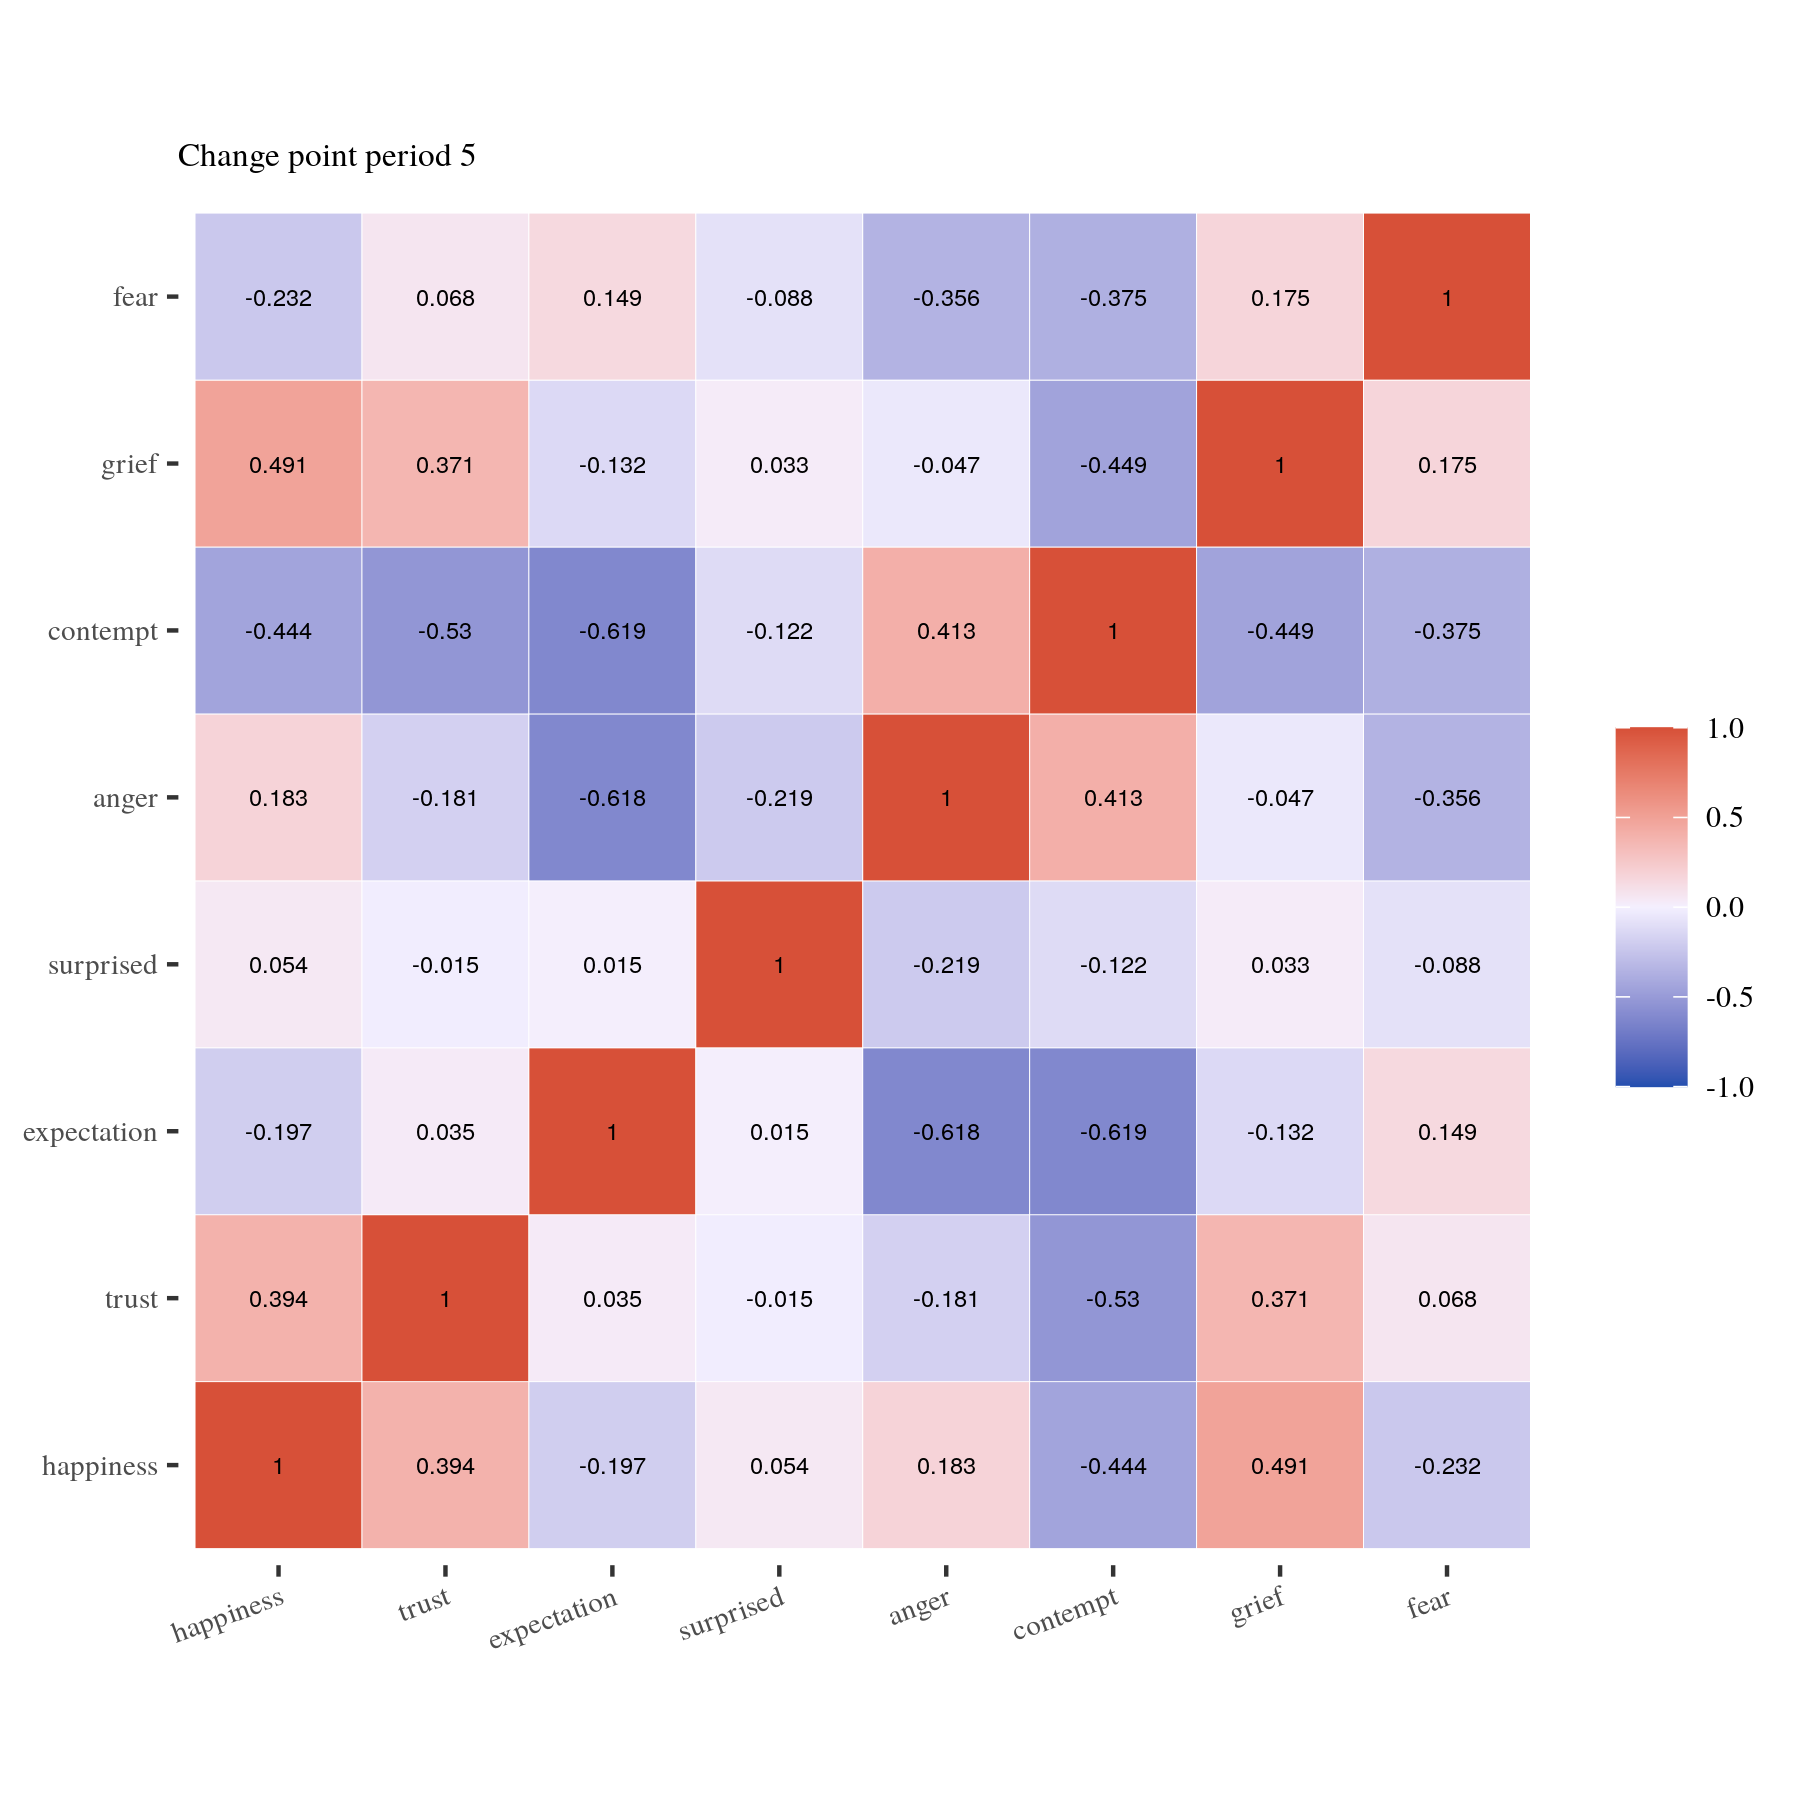 Change point period 5
fear -0.232 0.068 0.149 -0.088 -0.356 -0.375 0.175 1
grief 0.491 0.371 -0.132 0.033 -0.047 -0.449 1 0.175
contempt -0.444 -0.53 -0.619 -0.122 0.413 1 -0.449 -0.375
anger 0.183 -0.181 -0.618 -0.219 1 0.413 -0.047 -0.356
surprised 0.054 -0.015 0.015 1 -0.219 -0.122 0.033 -0.088
expectation -0.197 0.035 1 0.015 -0.618 -0.619 -0.132 0.149
trust 0.394 1 0.035 -0.015 -0.181 -0.53 0.371 0.068
happiness 1 0.394 -0.197 0.054 0.183 -0.444 0.491 -0.232
happiness trust expectation surprised anger contempt grief fear
1.0
0.5
0.0
-0.5
-1.0